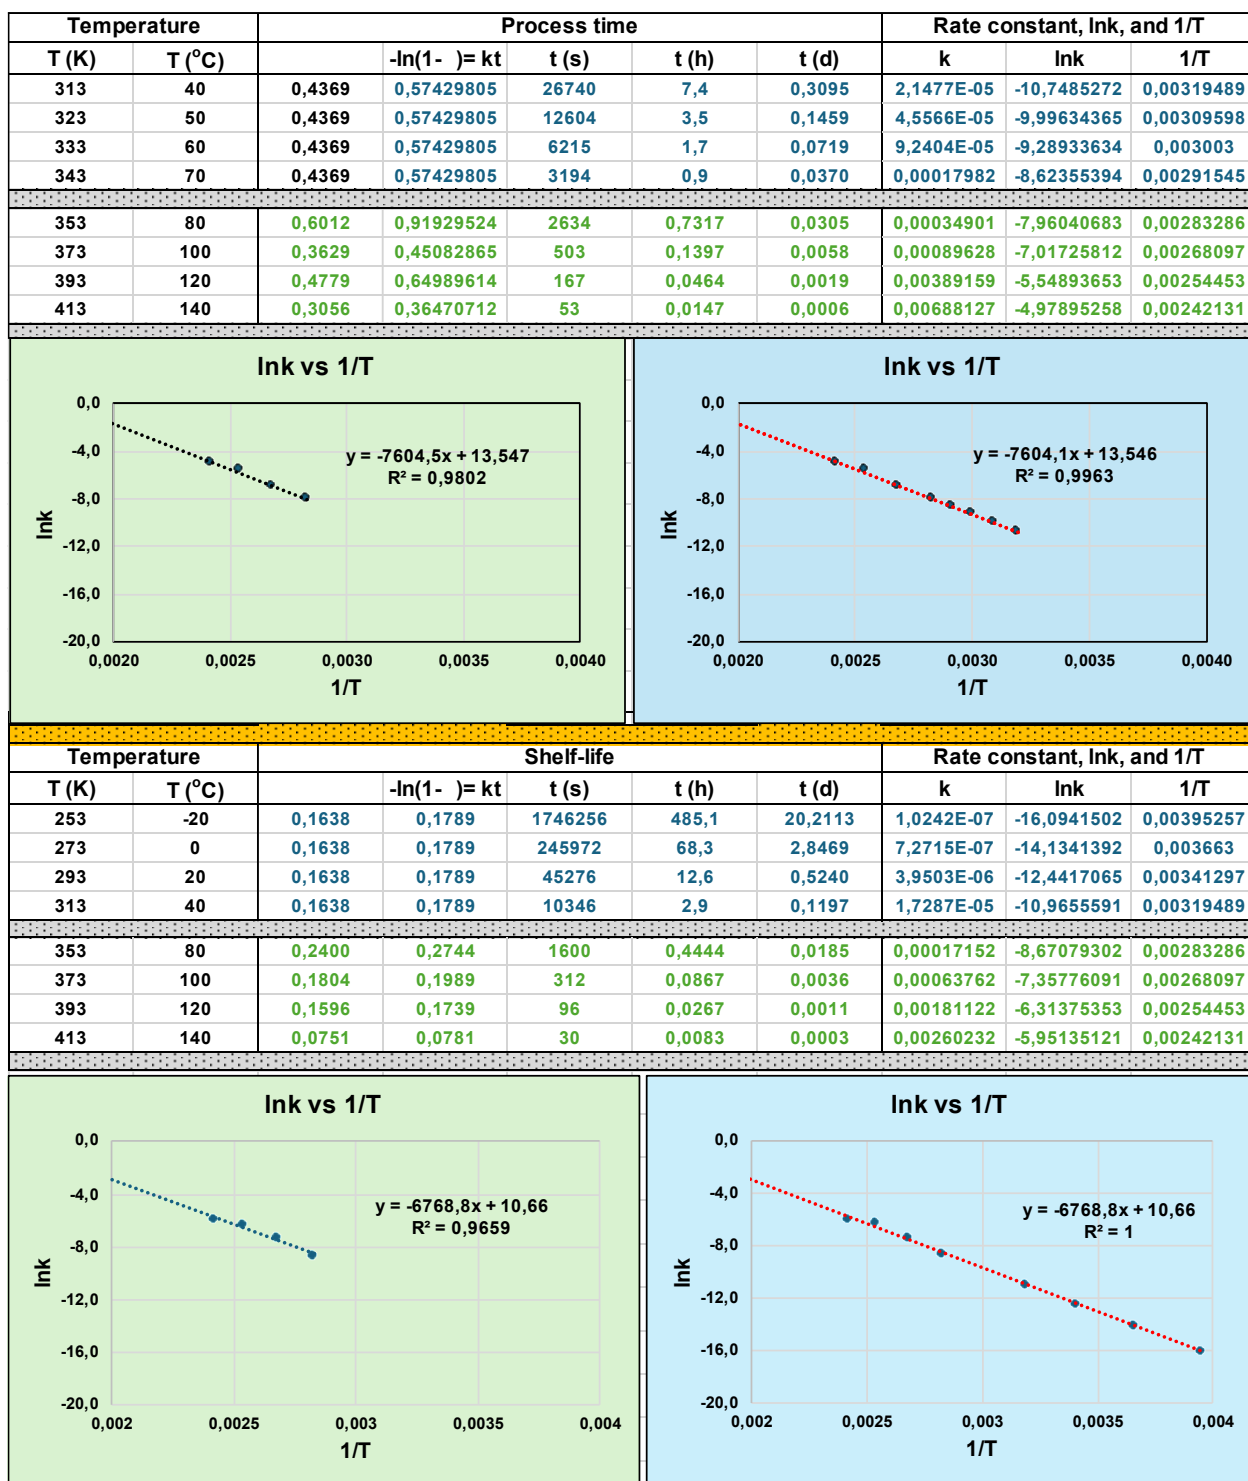 Temperature Process time Rate constant, lnk, and 1/T
T (K) T (°C) -ln(1- )= kt t (s) t (h) t (d) k lnk 1/T
313 40 0,4369 0,57429805 26740 7,4 0,3095 2,1477E-05 -10,7485272 0,00319489
323 50 0,4369 0,57429805 12604 3,5 0,1459 4,5566E-05 -9,99634365 0,00309598
333 60 0,4369 0,57429805 6215 1,7 0,0719 9,2404E-05 -9,28933634 0,003003
343 70 0,4369 0,57429805 3194 0,9 0,0370 0,00017982 -8,62355394 0,00291545
353 80 0,6012 0,91929524 2634 0,7317 0,0305 0,00034901 -7,96040683 0,00283286
373 100 0,3629 0,45082865 503 0,1397 0,0058 0,00089628 -7,01725812 0,00268097
393 120 0,4779 0,64989614 167 0,0464 0,0019 0,00389159 -5,54893653 0,00254453
413 140 0,3056 0,36470712 53 0,0147 0,0006 0,00688127 -4,97895258 0,00242131
lnk vs 1/T
0,0
-4,0
-8,0
-12,0
-16,0
-20,0
lnk
y = -7604,5x + 13,547
R² = 0,9802
0,0020 0,0025 0,0030 0,0035 0,0040
1/T
lnk vs 1/T
0,0
-4,0
-8,0
-12,0
-16,0
-20,0
lnk
y = -7604,1x + 13,546
R² = 0,9963
0,0020 0,0025 0,0030 0,0035 0,0040
1/T
Temperature Shelf-life Rate constant, lnk, and 1/T
T (K) T (°C) -ln(1- )= kt t (s) t (h) t (d) k lnk 1/T
253 -20 0,1638 0,1789 1746256 485,1 20,2113 1,0242E-07 -16,0941502 0,00395257
273 0 0,1638 0,1789 245972 68,3 2,8469 7,2715E-07 -14,1341392 0,003663
293 20 0,1638 0,1789 45276 12,6 0,5240 3,9503E-06 -12,4417065 0,00341297
313 40 0,1638 0,1789 10346 2,9 0,1197 1,7287E-05 -10,9655591 0,00319489
353 80 0,2400 0,2744 1600 0,4444 0,0185 0,00017152 -8,67079302 0,00283286
373 100 0,1804 0,1989 312 0,0867 0,0036 0,00063762 -7,35776091 0,00268097
393 120 0,1596 0,1739 96 0,0267 0,0011 0,00181122 -6,31375353 0,00254453
413 140 0,0751 0,0781 30 0,0083 0,0003 0,00260232 -5,95135121 0,00242131
lnk vs 1/T
0,0
-4,0
-8,0
-12,0
-16,0
-20,0
lnk
y = -6768,8x + 10,66
R² = 0,9659
0,002 0,0025 0,003 0,0035 0,004
1/T
lnk vs 1/T
0,0
-4,0
-8,0
-12,0
-16,0
-20,0
lnk
y = -6768,8x + 10,66
R² = 1
0,002 0,0025 0,003 0,0035 0,004
1/T